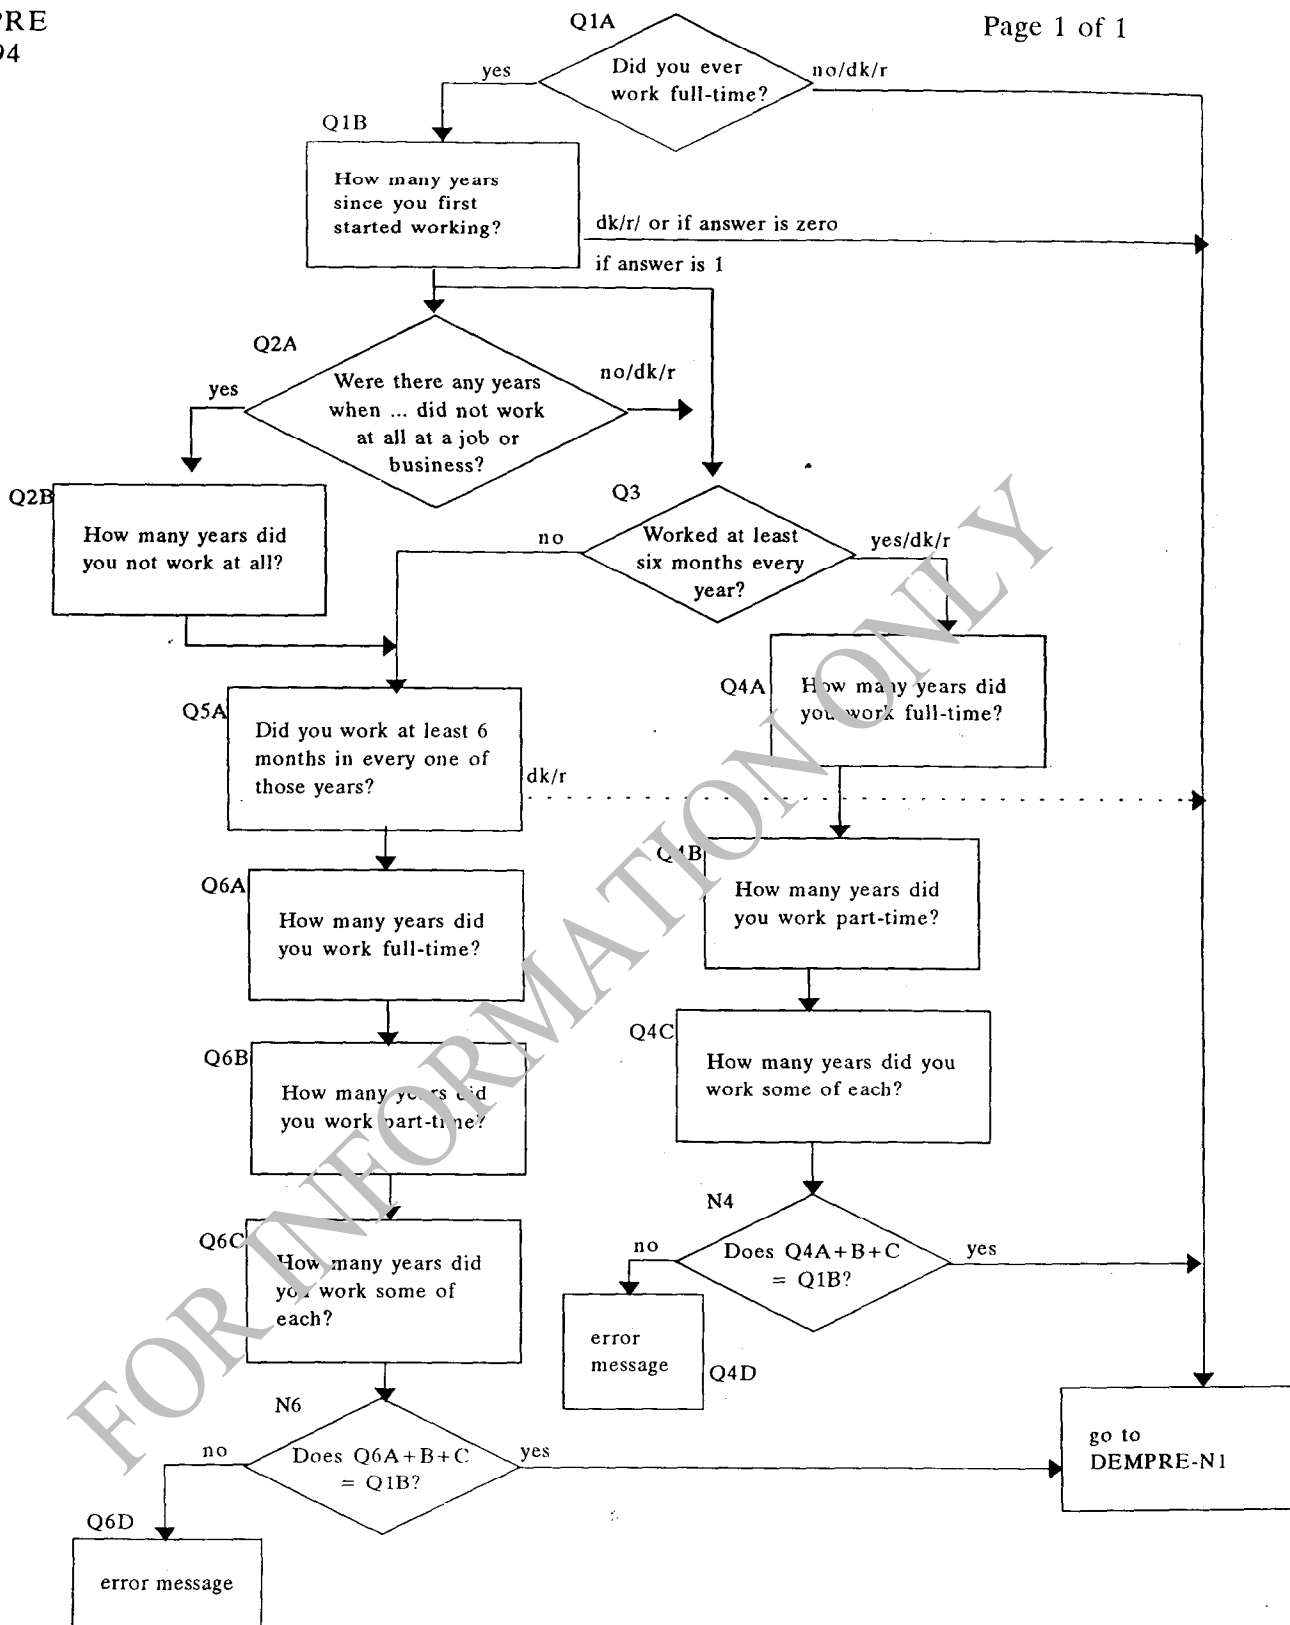 PRE
94
Page 1 of 1
Q1A
Did you ever
work full-time?
yes
no/dk/r
Q1B
How many years
since you first
started working?
dk/r/ or if answer is zero
if answer is 1
Q2A
Were there any years
when ... did not work
at all at a job or
business?
yes
no/dk/r
Q2B
How many years did
you not work at all?
Q3
Worked at least
six months every
year?
no
yes/dk/r
Q4A
How many years did
you work full-time?
Q5A
Did you work at least 6
months in every one of
those years?
dk/r
Q4B
How many years did
you work part-time?
Q6A
How many years did
you work full-time?
Q4C
How many years did you
work some of each?
Q6B
How many years did
you work part-time?
N4
Does Q4A+B+C
= Q1B?
no
yes
Q6C
How many years did
you work some of
each?
error
message
Q4D
N6
Does Q6A+B+C
= Q1B?
no
yes
go to
DEMPRE-N1
Q6D
error message
FOR INFORMATION ONLY